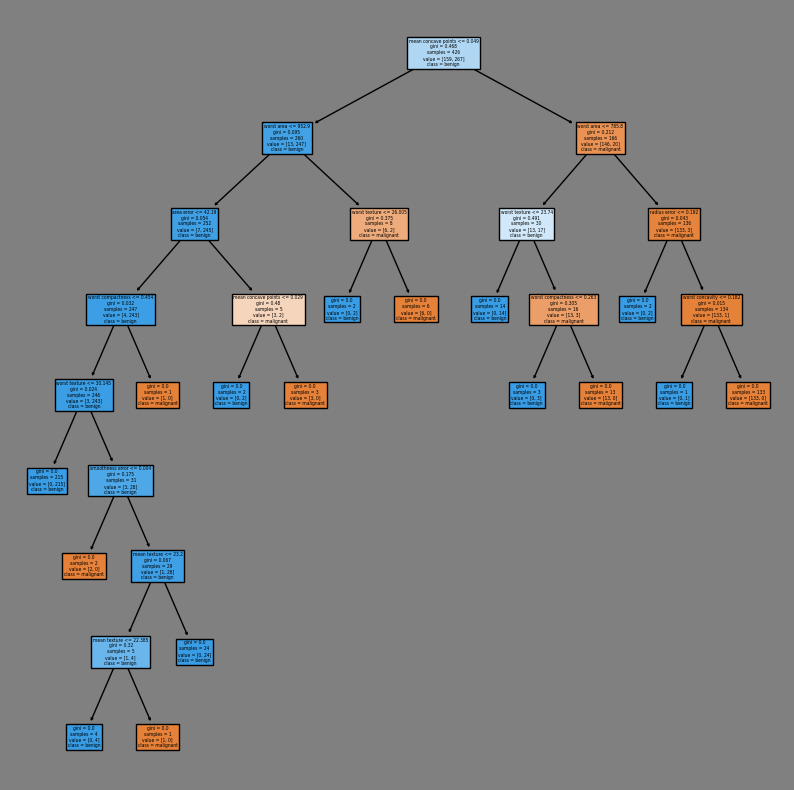 mean concave points <= 0.049
gini = 0.468
samples = 426
value = [159, 267]
class = benign
worst area <= 952.9
gini = 0.095
samples = 260
value = [13, 247]
class = benign
worst area <= 785.8
gini = 0.212
samples = 166
value = [146, 20]
class = malignant
area error <= 42.19
gini = 0.054
samples = 252
value = [7, 245]
class = benign
worst texture <= 26.005
gini = 0.375
samples = 8
value = [6, 2]
class = malignant
worst texture <= 23.74
gini = 0.491
samples = 30
value = [13, 17]
class = benign
radius error <= 0.192
gini = 0.043
samples = 136
value = [133, 3]
class = malignant
worst compactness <= 0.454
gini = 0.032
samples = 247
value = [4, 243]
class = benign
mean concave points <= 0.029
gini = 0.48
samples = 5
value = [3, 2]
class = malignant
gini = 0.0
samples = 2
value = [0, 2]
class = benign
gini = 0.0
samples = 6
value = [6, 0]
class = malignant
gini = 0.0
samples = 14
value = [0, 14]
class = benign
worst compactness <= 0.263
gini = 0.305
samples = 16
value = [13, 3]
class = malignant
gini = 0.0
samples = 2
value = [0, 2]
class = benign
worst concavity <= 0.182
gini = 0.015
samples = 134
value = [133, 1]
class = malignant
worst texture <= 30.145
gini = 0.024
samples = 246
value = [3, 243]
class = benign
gini = 0.0
samples = 1
value = [1, 0]
class = malignant
gini = 0.0
samples = 2
value = [0, 2]
class = benign
gini = 0.0
samples = 3
value = [3, 0]
class = malignant
gini = 0.0
samples = 3
value = [0, 3]
class = benign
gini = 0.0
samples = 13
value = [13, 0]
class = malignant
gini = 0.0
samples = 1
value = [0, 1]
class = benign
gini = 0.0
samples = 133
value = [133, 0]
class = malignant
gini = 0.0
samples = 215
value = [0, 215]
class = benign
smoothness error <= 0.004
gini = 0.175
samples = 31
value = [3, 28]
class = benign
gini = 0.0
samples = 2
value = [2, 0]
class = malignant
mean texture <= 23.2
gini = 0.067
samples = 29
value = [1, 28]
class = benign
mean texture <= 22.385
gini = 0.32
samples = 5
value = [1, 4]
class = benign
gini = 0.0
samples = 24
value = [0, 24]
class = benign
gini = 0.0
samples = 4
value = [0, 4]
class = benign
gini = 0.0
samples = 1
value = [1, 0]
class = malignant